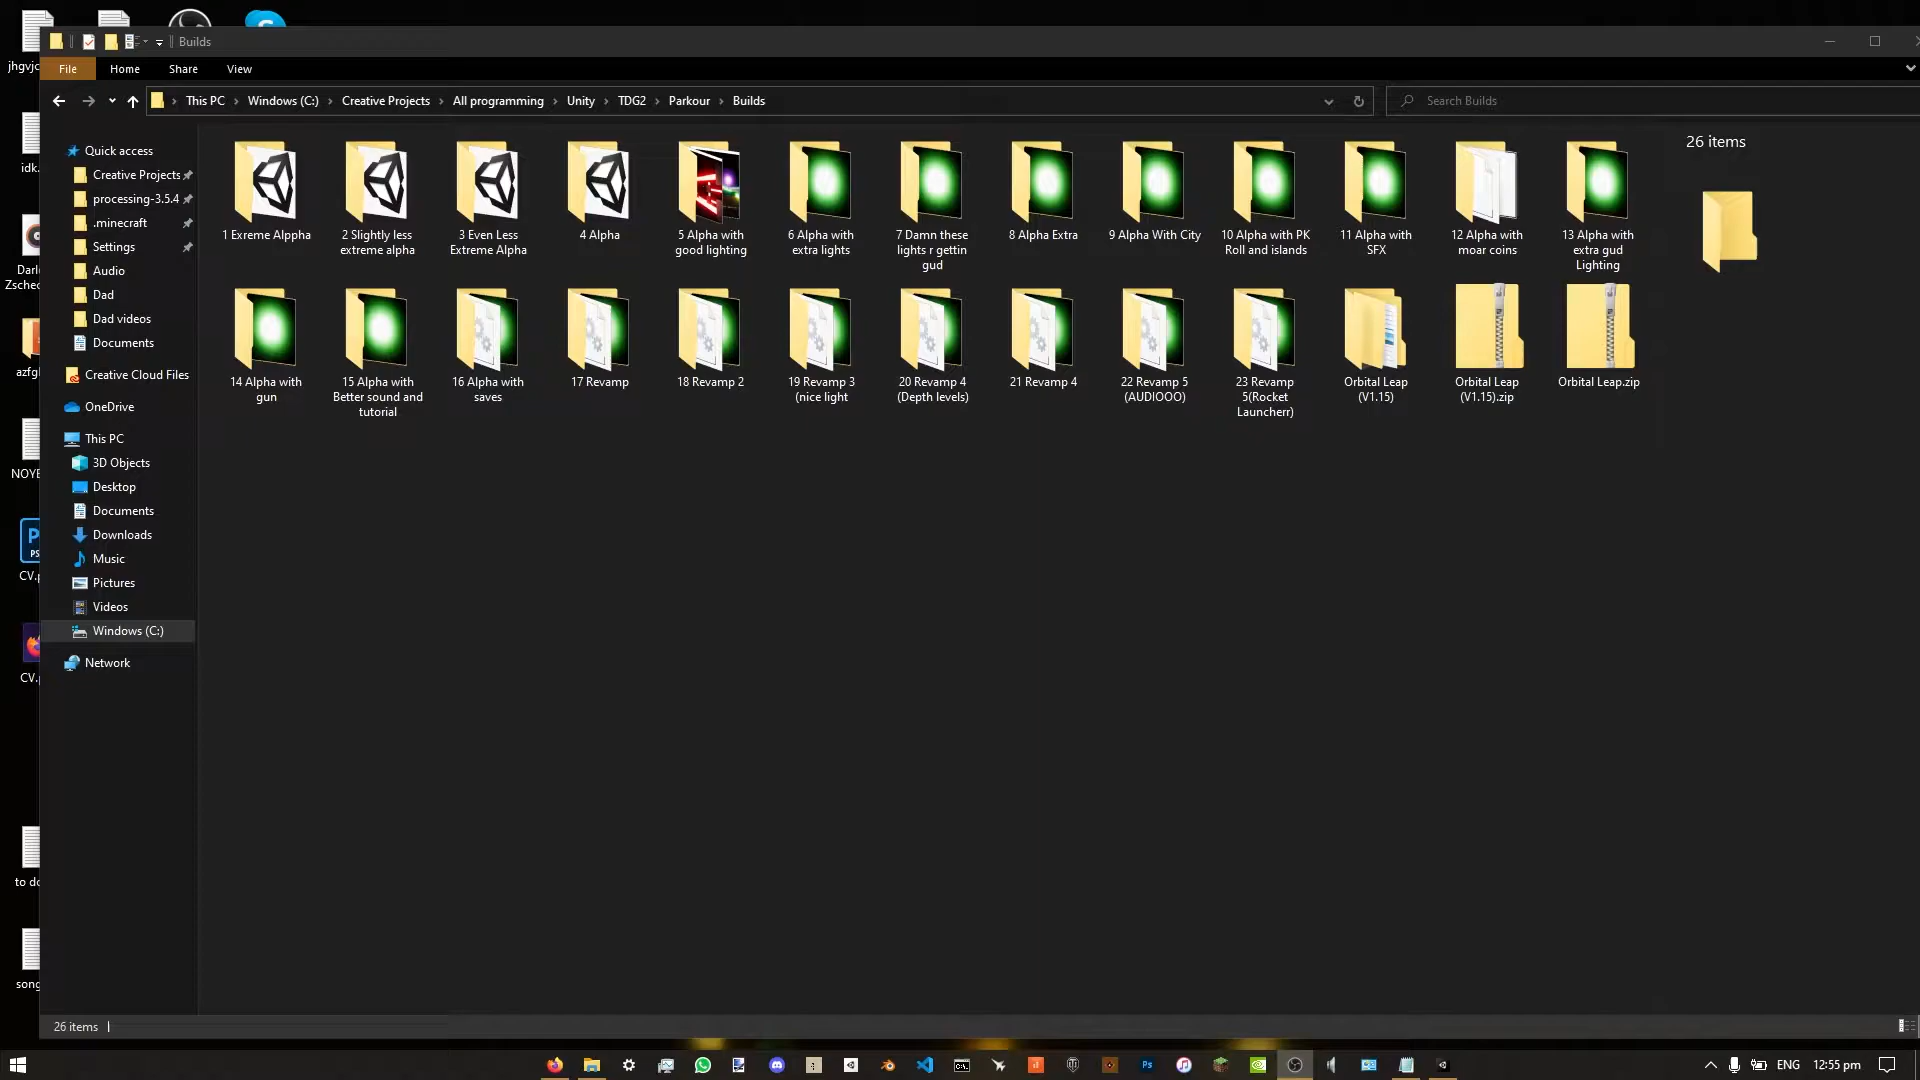 Builds
File
Home
Share
View
This PC
Windows (C:)
Creative Projects
All programming
Unity
TDG2
Parkour
Builds
Search Builds
jhgvjc
idk.
Darl
Zschec
azfgl
NOYE
PS
CV.
CV.
to do
song
Quick access
Creative Projects
processing-3.5.4
.minecraft
Settings
Audio
Dad
Dad videos
Documents
Creative Cloud Files
OneDrive
This PC
3D Objects
Desktop
Documents
Downloads
Music
Pictures
Videos
Windows (C:)
Network
1 Exreme Alppha
2 Slightly less
extreme alpha
3 Even Less
Extreme Alpha
4 Alpha
5 Alpha with
good lighting
6 Alpha with
extra lights
7 Damn these
lights r gettin
gud
8 Alpha Extra
9 Alpha With City
10 Alpha with PK
Roll and islands
11 Alpha with
SFX
12 Alpha with
moar coins
13 Alpha with
extra gud
Lighting
14 Alpha with
gun
15 Alpha with
Better sound and
tutorial
16 Alpha with
saves
17 Revamp
18 Revamp 2
19 Revamp 3
(nice light
20 Revamp 4
(Depth levels)
21 Revamp 4
22 Revamp 5
(AUDIOOO)
23 Revamp
5(Rocket
Launcherr)
Orbital Leap
(V1.15)
Orbital Leap
(V1.15).zip
Orbital Leap.zip
26 items
26 items
Ps
ENG
12:55 pm